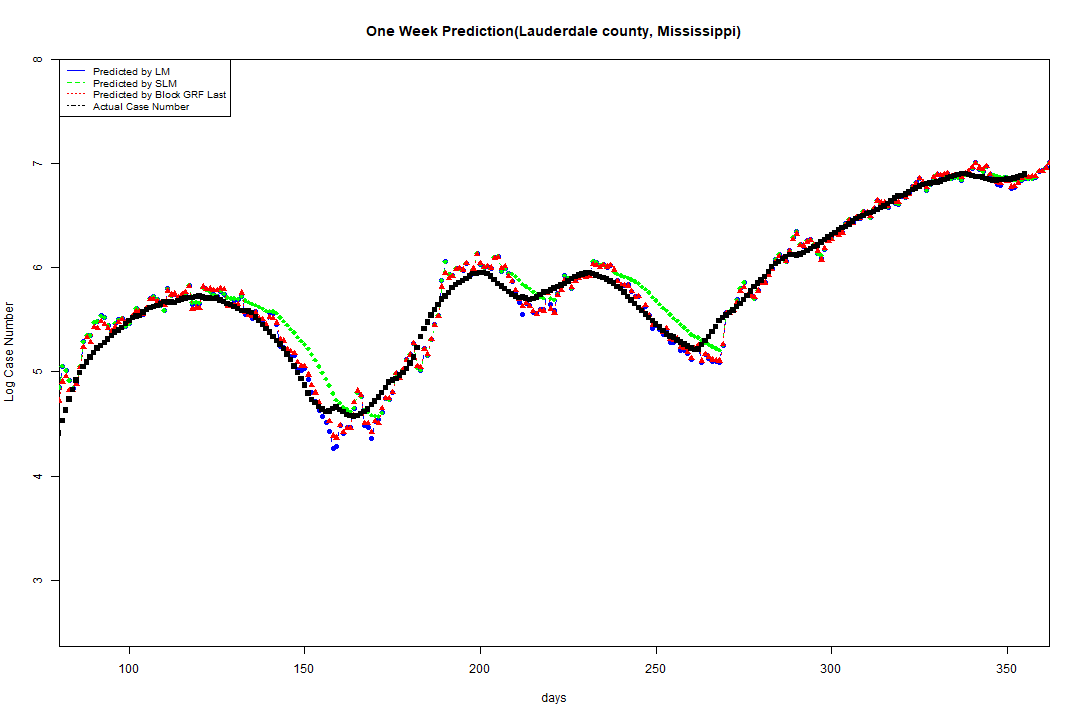 One Week Prediction(Lauderdale county, Mississippi)
Predicted by LM
Predicted by SLM
Predicted by Block GRF Last
Actual Case Number
8
7
6
5
4
3
Log Case Number
100 150 200 250 300 350
days